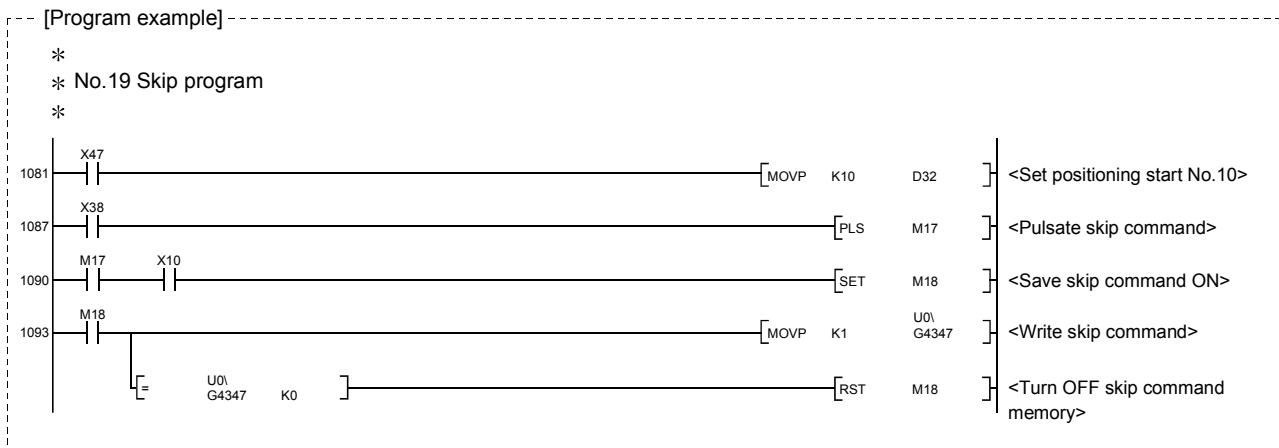 [Program example]
*
* No.19 Skip program
*
X47
1081 MOVP K10 D32 <Set positioning start No.10>
X38
1087 PLS M17 <Pulsate skip command>
M17 X10
1090 SET M18 <Save skip command ON>
M18 U0\
1093 MOVP K1 G4347 <Write skip command>
U0\
= G4347 K0 RST M18 <Turn OFF skip command
memory>